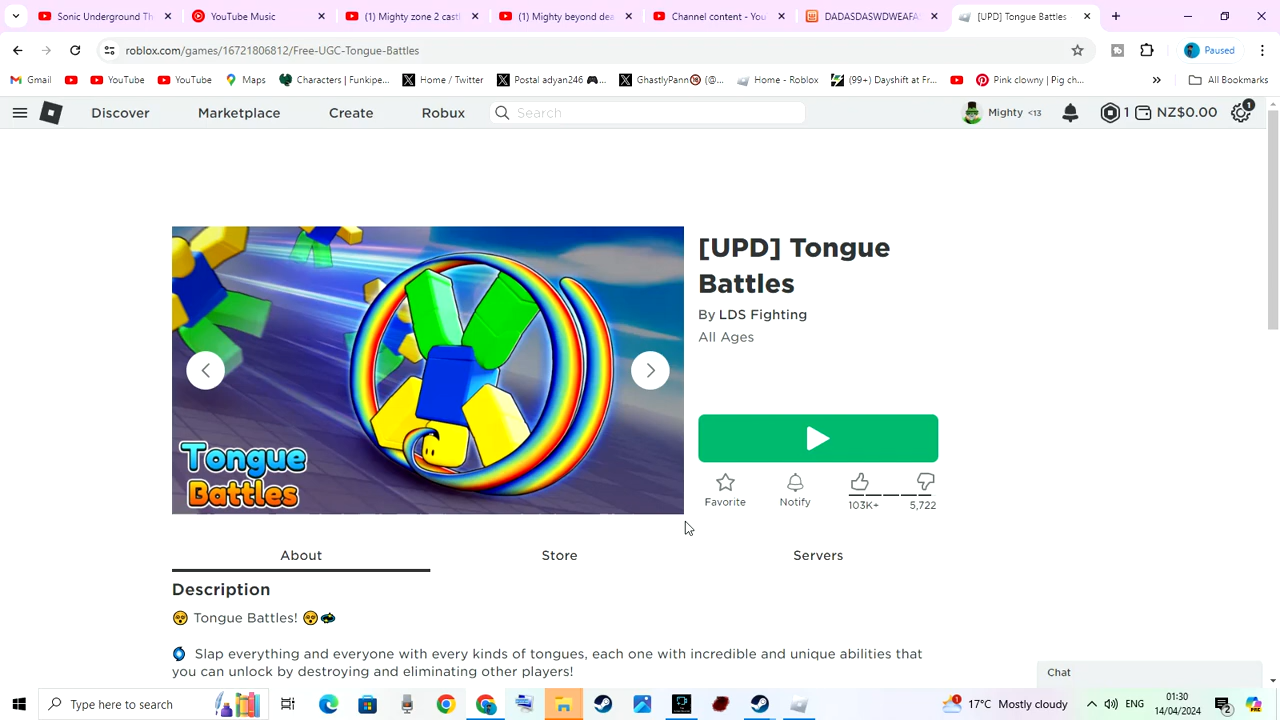 Sonic Underground Th
YouTube Music
(1) Mighty zone 2 castl
(1) Mighty beyond dea
Channel content - You
DADASDASWDWEAFA
[UPD] Tongue Battles
roblox.com/games/16721806812/Free-UGC-Tongue-Battles
Paused
Gmail
YouTube
YouTube
Maps
Characters | Funkipe...
Home / Twitter
Postal adyan246 🎮...
GhastlyPann🚫 (@...
Home - Roblox
(99+) Dayshift at Fr...
Pink clowny | Pig ch...
All Bookmarks
Discover
Marketplace
Create
Robux
Search
Mighty <13
1
NZ$0.00
1
[UPD] Tongue
Battles
By LDS Fighting
All Ages
Tongue
Battles
Favorite
Notify
103K+
5,722
About
Store
Servers
Description
😵 Tongue Battles! 😵
Slap everything and everyone with every kinds of tongues, each one with incredible and unique abilities that
you can unlock by destroying and eliminating other players!
Chat
Type here to search
17°C Mostly cloudy
ENG
01:30
14/04/2024
2